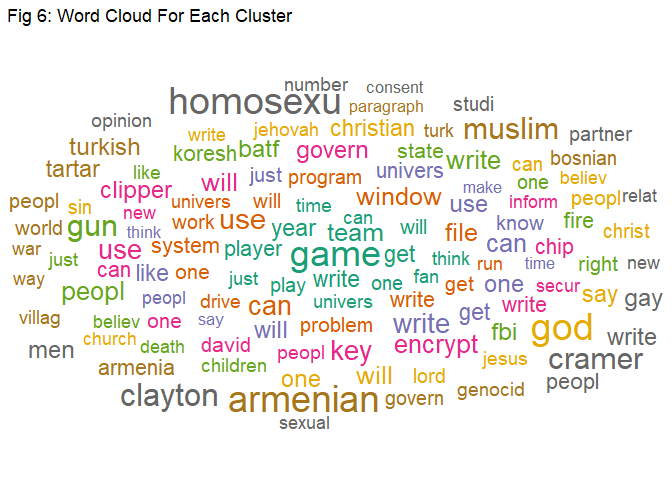 Fig 6: Word Cloud For Each Cluster
number consent
homosexu paragraph studi
opinion write jehovah christian turk muslim partner
turkish koresh batf govern state write can bosnian
tartar like just program univers one believ
peopl sin clipper will univers will time window use make inform peopl relat
world gun new think work use year team can will file know fire christ
war just use system player game get think can chip right new
way can like one just play write one fan run get time one secur say gay
villag peopl peopl drive can univers write write get write god
believ one say will problem fbi write
men church death david peopl key encrypt jesus cramer
armenia children one will lord genocid peopl
clayton armenian govern
sexual